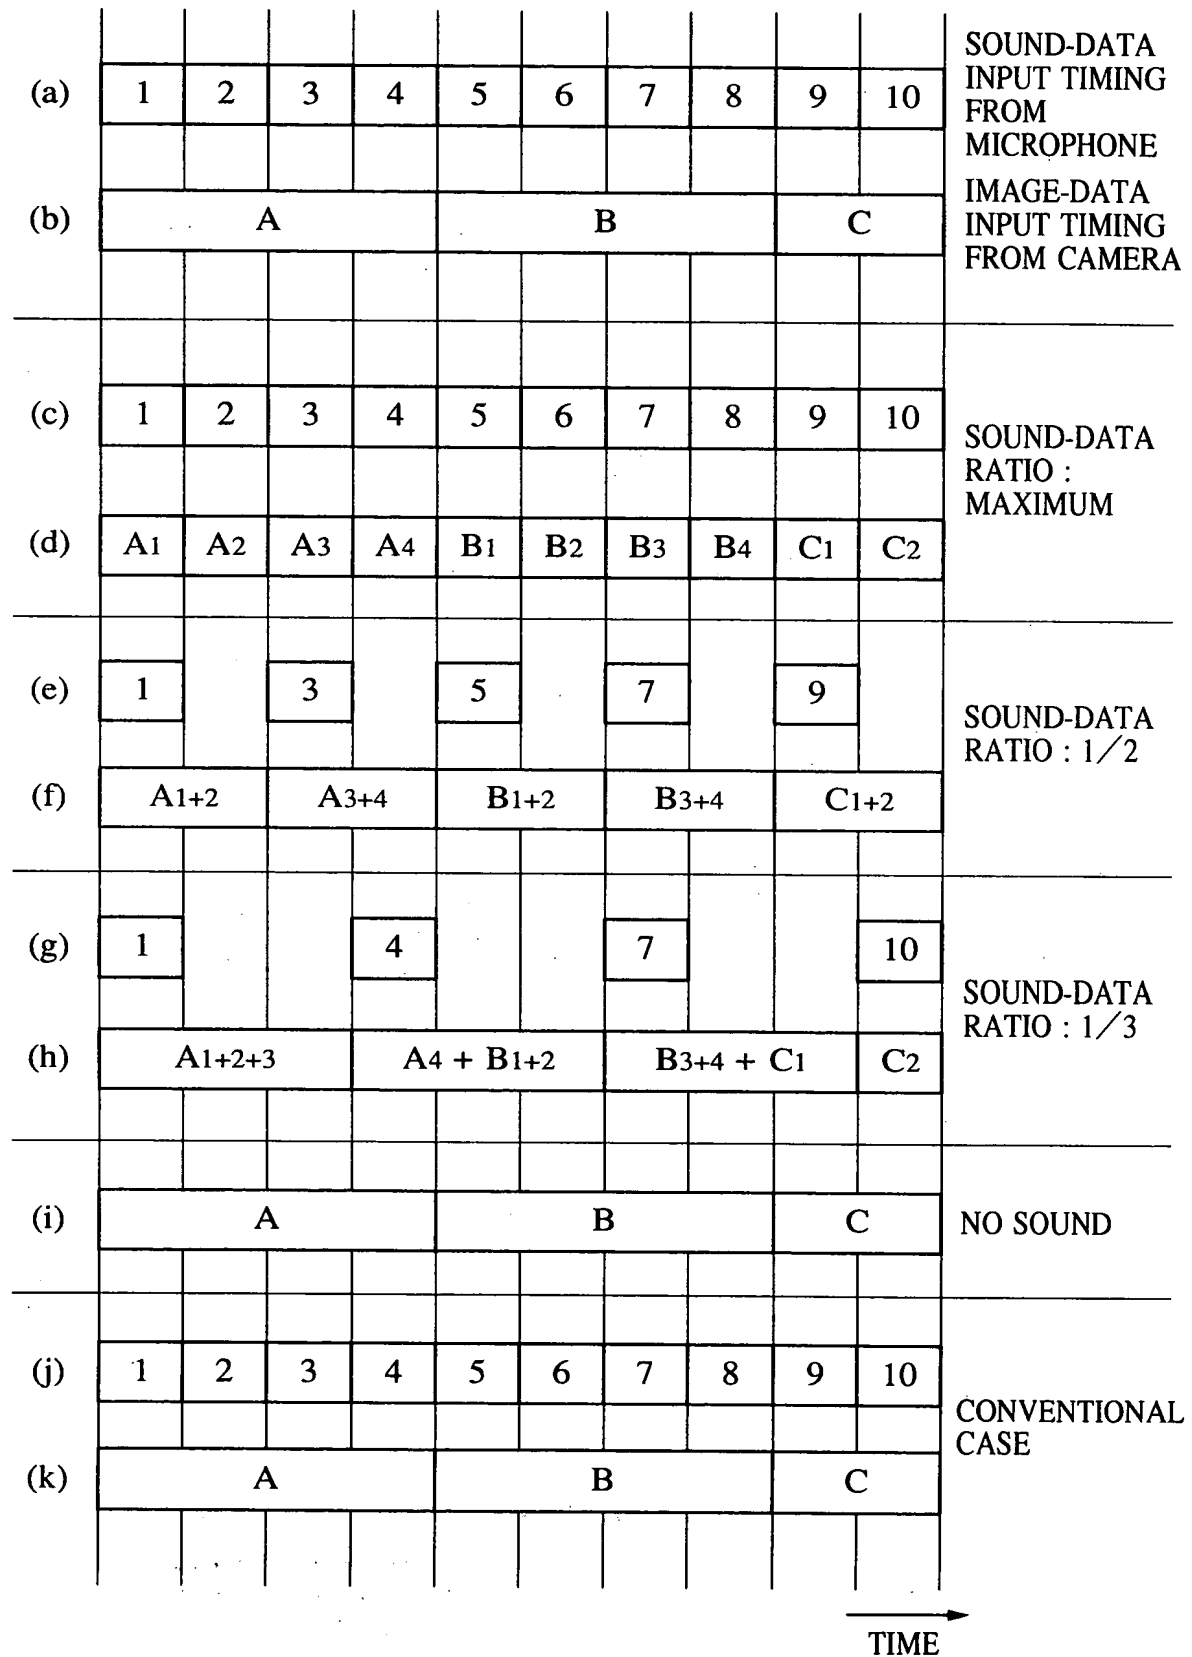 (a) 1 2 3 4 5 6 7 8 9 10
SOUND-DATA
INPUT TIMING
FROM
MICROPHONE
(b) A B C
IMAGE-DATA
INPUT TIMING
FROM CAMERA
(c) 1 2 3 4 5 6 7 8 9 10
(d) A1 A2 A3 A4 B1 B2 B3 B4 C1 C2
SOUND-DATA
RATIO :
MAXIMUM
(e) 1 3 5 7 9
(f) A1+2 A3+4 B1+2 B3+4 C1+2
SOUND-DATA
RATIO : 1/2
(g) 1 4 7 10
(h) A1+2+3 A4 + B1+2 B3+4 + C1 C2
SOUND-DATA
RATIO : 1/3
(i) A B C
NO SOUND
(j) 1 2 3 4 5 6 7 8 9 10
(k) A B C
CONVENTIONAL
CASE
TIME